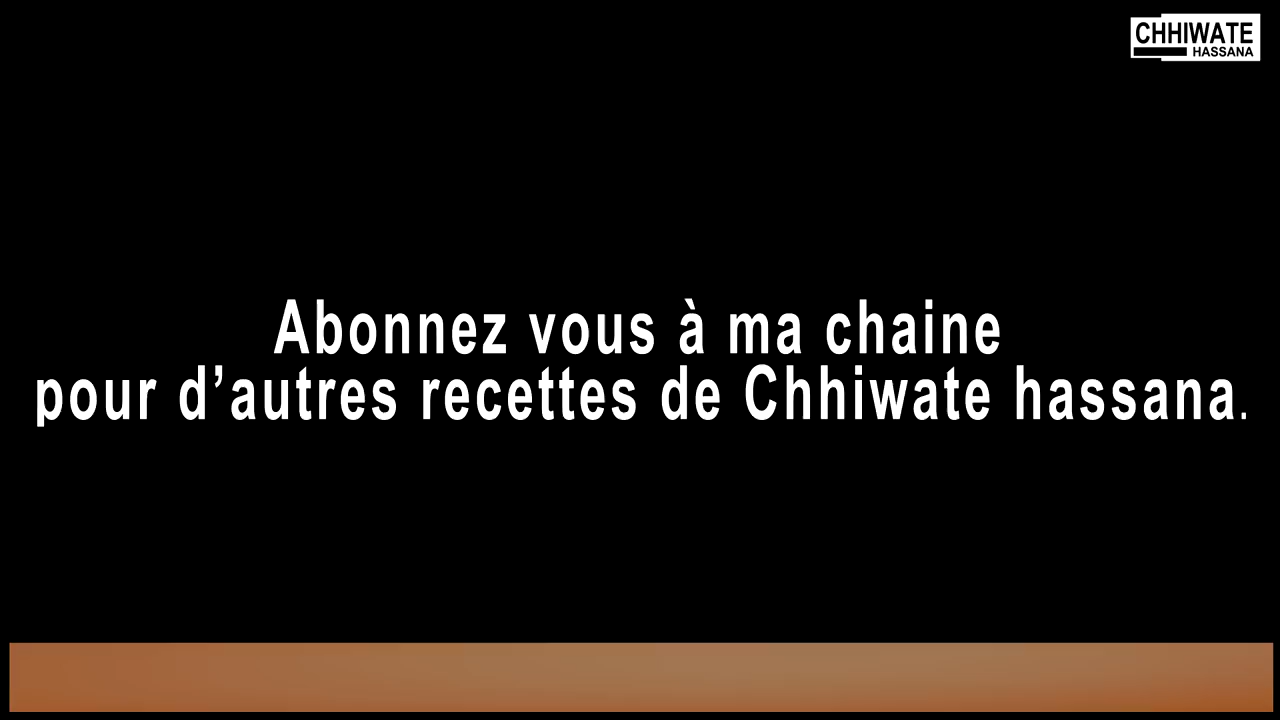 CHHIWATE
HASSANA
Abonnez vous à ma chaine
pour d’autres recettes de Chhiwate hassana.